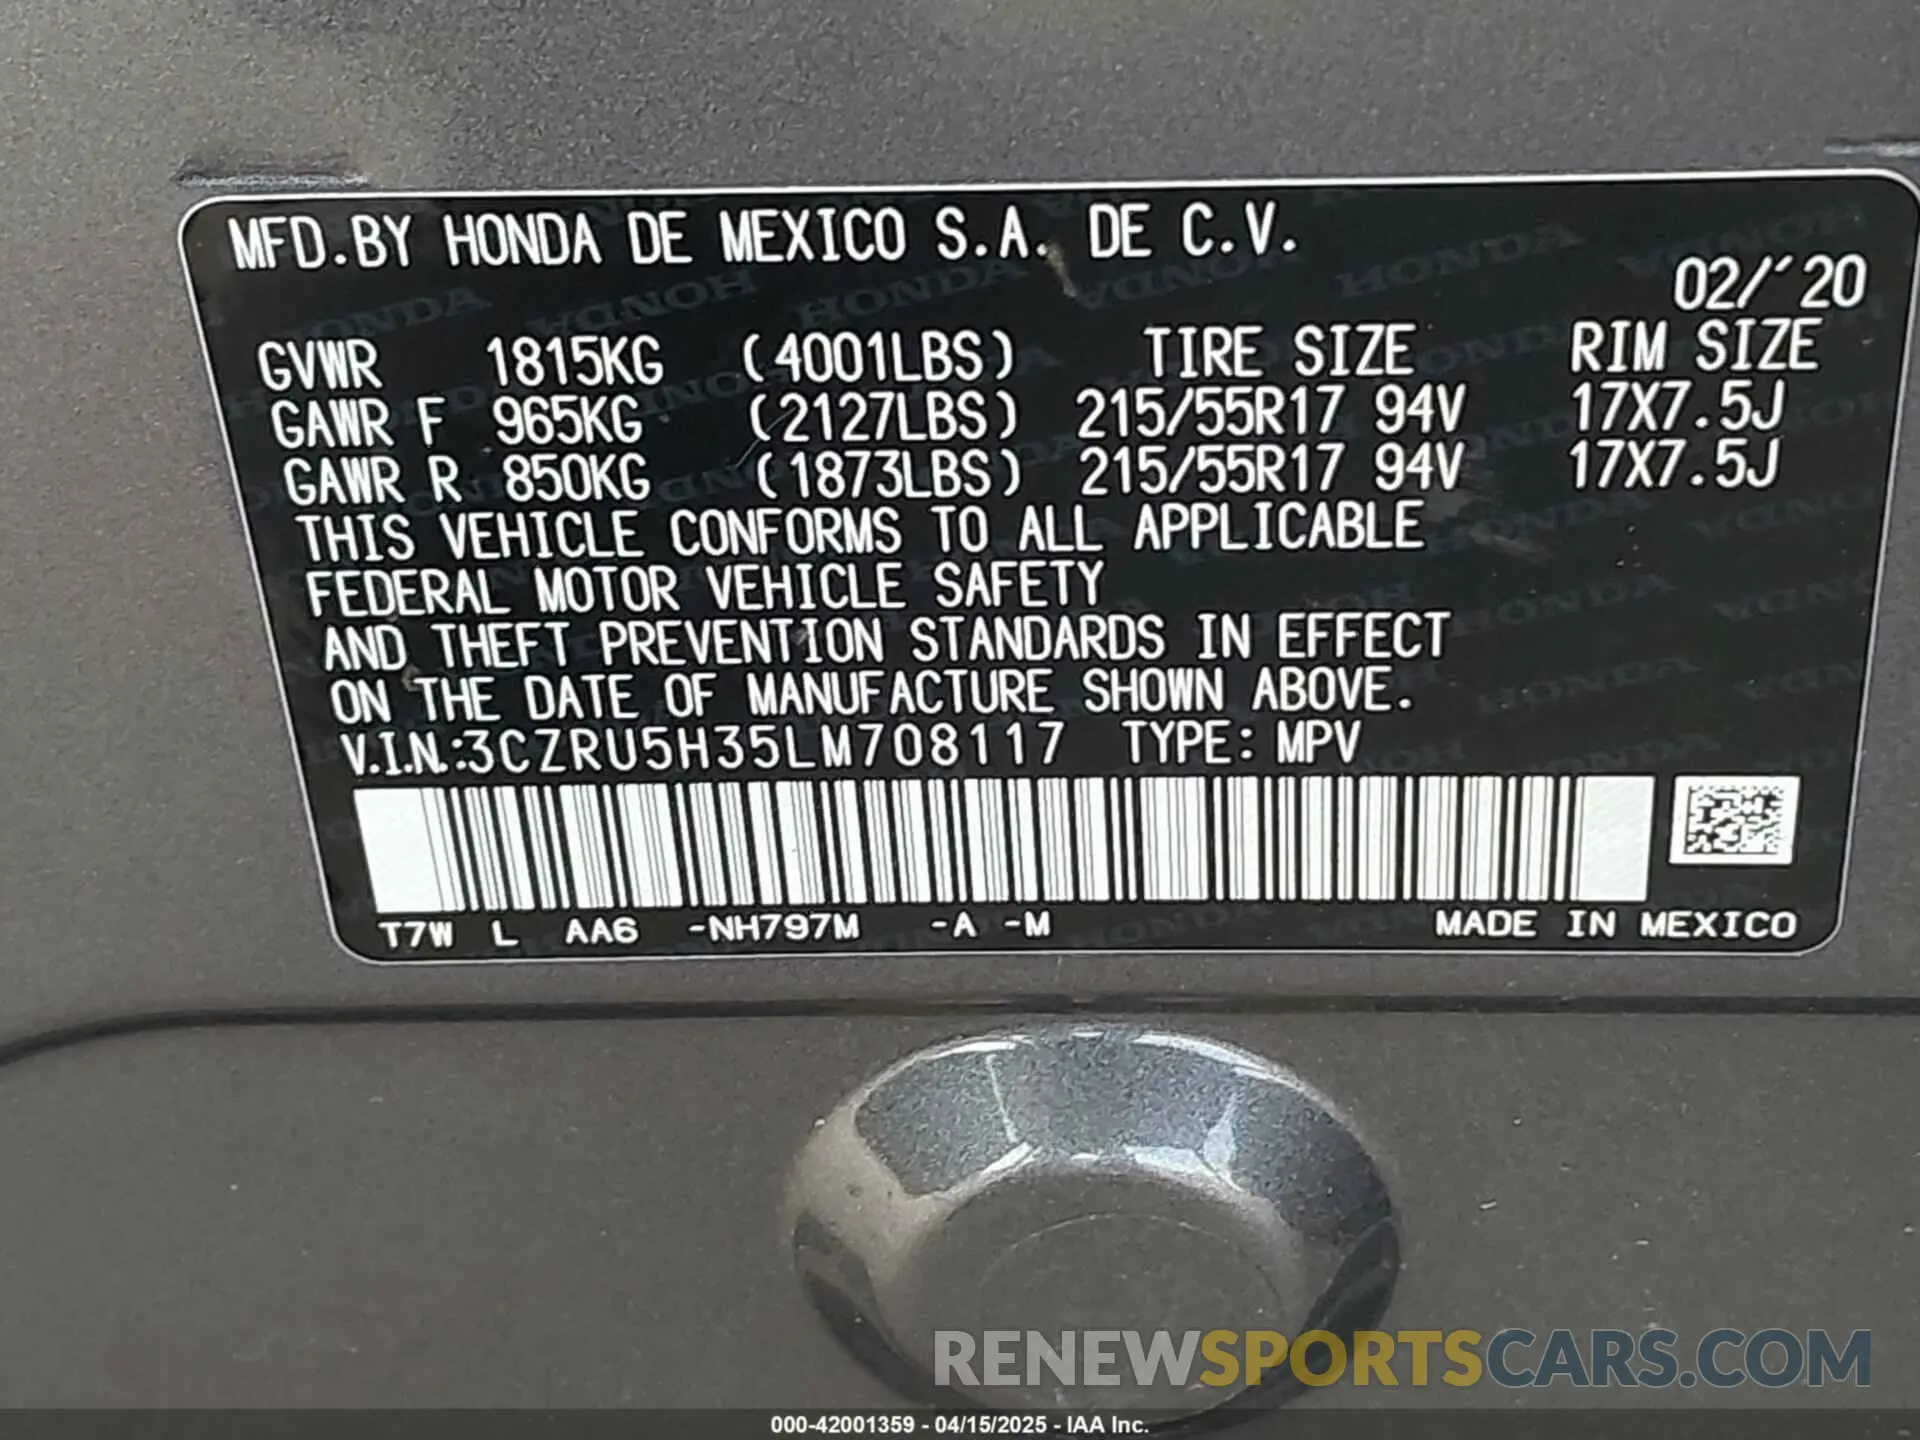 MFD.BY HONDA DE MEXICO S.A. DE C.V.
02/´20
GVWR 1815KG (4001LBS) TIRE SIZE RIM SIZE
GAWR F 965KG (2127LBS) 215/55R17 94V 17X7.5J
GAWR R 850KG (1873LBS) 215/55R17 94V 17X7.5J
THIS VEHICLE CONFORMS TO ALL APPLICABLE
FEDERAL MOTOR VEHICLE SAFETY
AND THEFT PREVENTION STANDARDS IN EFFECT
ON THE DATE OF MANUFACTURE SHOWN ABOVE.
V.I.N.:3CZRU5H35LM708117 TYPE: MPV
T7W L AA6 -NH797M -A -M MADE IN MEXICO
RENEWSPORTSCARS.COM
000-42001359 - 04/15/2025 - IAA Inc.